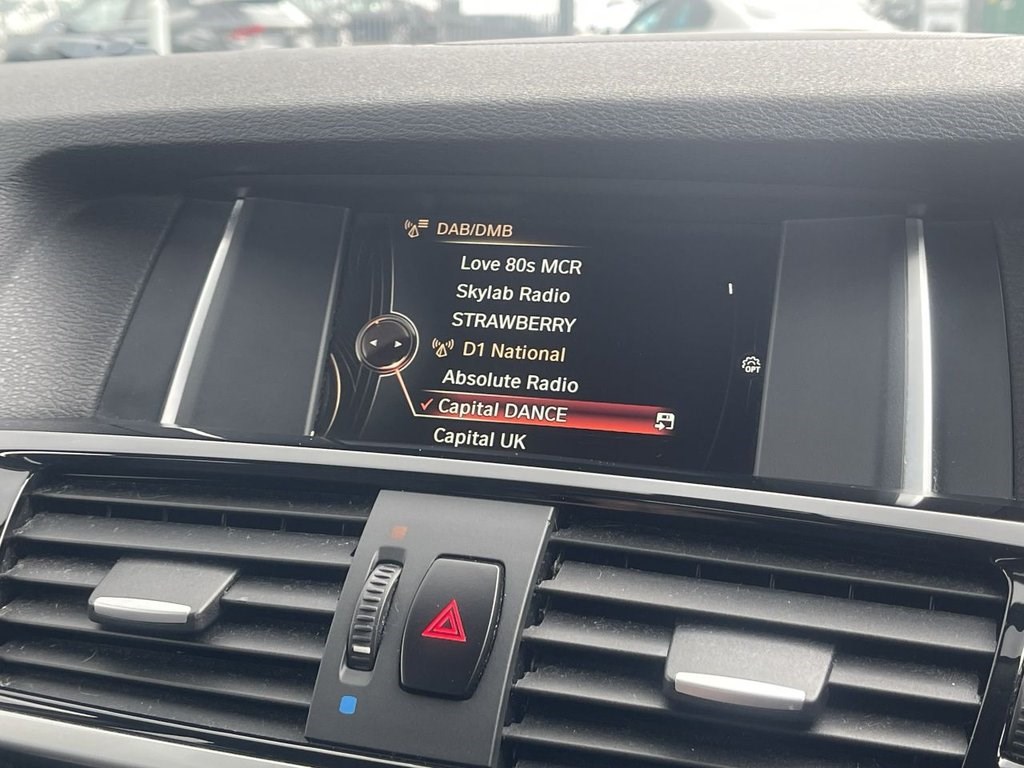 DAB/DMB
Love 80s MCR
Skylab Radio
STRAWBERRY
D1 National
Absolute Radio
Capital DANCE
Capital UK
OPT